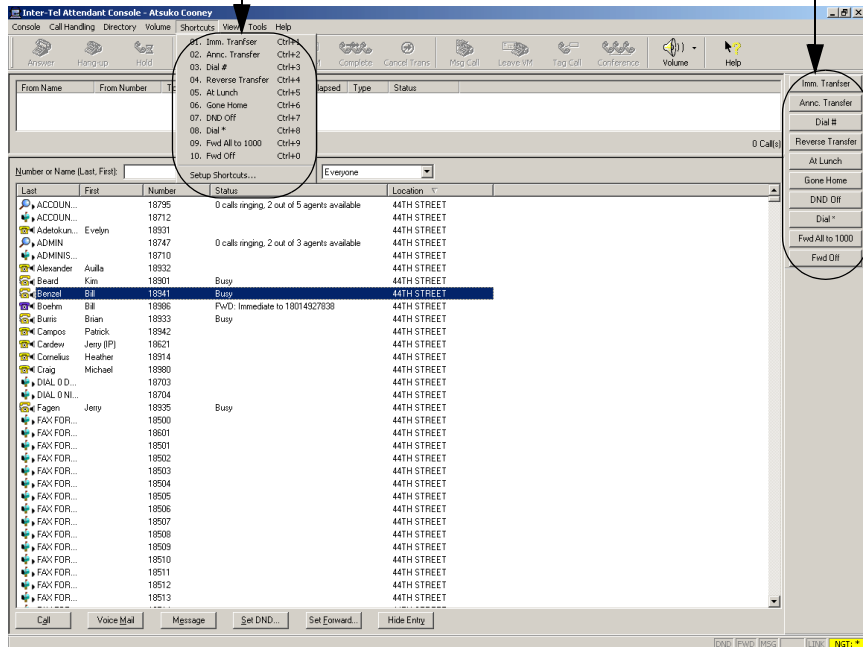 Inter-Tel Attendant Console - Atsuko Cooney
Console Call Handling Directory Volume Shortcuts View Tools Help
Answer Hang-up Hold Complete Cancel Trans. Msg Call Leave VM Tag Call Conference Volume Help
01. Imm. Tranfser Ctrl+1
02. Annc. Transfer Ctrl+2
03. Dial # Ctrl+3
04. Reverse Transfer Ctrl+4
05. At Lunch Ctrl+5
06. Gone Home Ctrl+6
07. DND Off Ctrl+7
08. Dial * Ctrl+8
09. Fwd All to 1000 Ctrl+9
10. Fwd Off Ctrl+0
Setup Shortcuts...
From Name From Number Elapsed Type Status
0 Call(s)
Imm. Tranfser
Annc. Transfer
Dial #
Reverse Transfer
At Lunch
Gone Home
DND Off
Dial *
Fwd All to 1000
Fwd Off
Number or Name (Last, First): Everyone
Last First Number Status Location
ACCOUN... 18795 0 calls ringing, 2 out of 5 agents available 44TH STREET
ACCOUN... 18712 44TH STREET
Adetokun... Evelyn 18931 44TH STREET
ADMIN 18747 0 calls ringing, 2 out of 3 agents available 44TH STREET
ADMINIS... 18710 44TH STREET
Alexander Auilla 18932 44TH STREET
Beard Kim 18901 Busy 44TH STREET
Benzel Bill 18941 Busy 44TH STREET
Boehm Bill 18986 FWD: Immediate to 18014927838 44TH STREET
Burris Brian 18933 Busy 44TH STREET
Campos Patrick 18942 44TH STREET
Cardew Jerry (IP) 18621 44TH STREET
Cornelius Heather 18914 44TH STREET
Craig Michael 18980 44TH STREET
DIAL 0 D... 18703 44TH STREET
DIAL 0 NI... 18704 44TH STREET
Fagen Jerry 18935 Busy 44TH STREET
FAX FOR... 18500 44TH STREET
FAX FOR... 18601 44TH STREET
FAX FOR... 18501 44TH STREET
FAX FOR... 18502 44TH STREET
FAX FOR... 18503 44TH STREET
FAX FOR... 18504 44TH STREET
FAX FOR... 18505 44TH STREET
FAX FOR... 18506 44TH STREET
FAX FOR... 18507 44TH STREET
FAX FOR... 18508 44TH STREET
FAX FOR... 18509 44TH STREET
FAX FOR... 18510 44TH STREET
FAX FOR... 18511 44TH STREET
FAX FOR... 18512 44TH STREET
FAX FOR... 18513 44TH STREET
Call Voice Mail Message Set DND... Set Forward... Hide Entry
DND FWD MSG LINK NGT: *